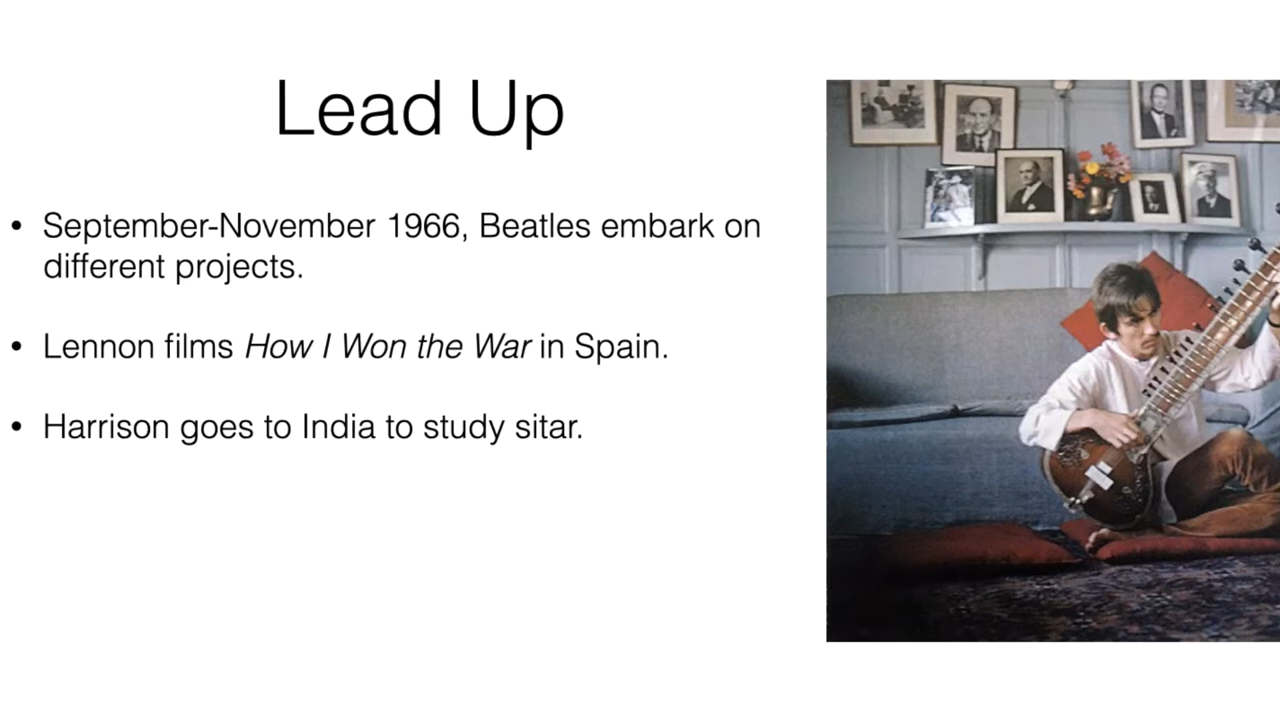 Lead Up
• September-November 1966, Beatles embark on
different projects.
• Lennon films How I Won the War in Spain.
• Harrison goes to India to study sitar.